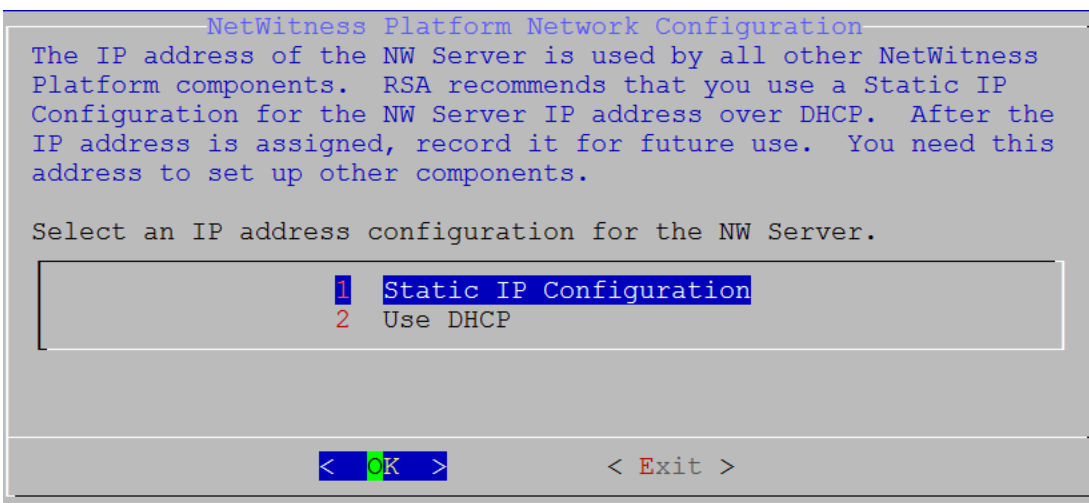 NetWitness Platform Network Configuration
The IP address of the NW Server is used by all other NetWitness
Platform components.  RSA recommends that you use a Static IP
Configuration for the NW Server IP address over DHCP.  After the
IP address is assigned, record it for future use.  You need this
address to set up other components.
Select an IP address configuration for the NW Server.
1  Static IP Configuration
2  Use DHCP
<  OK  > < Exit >